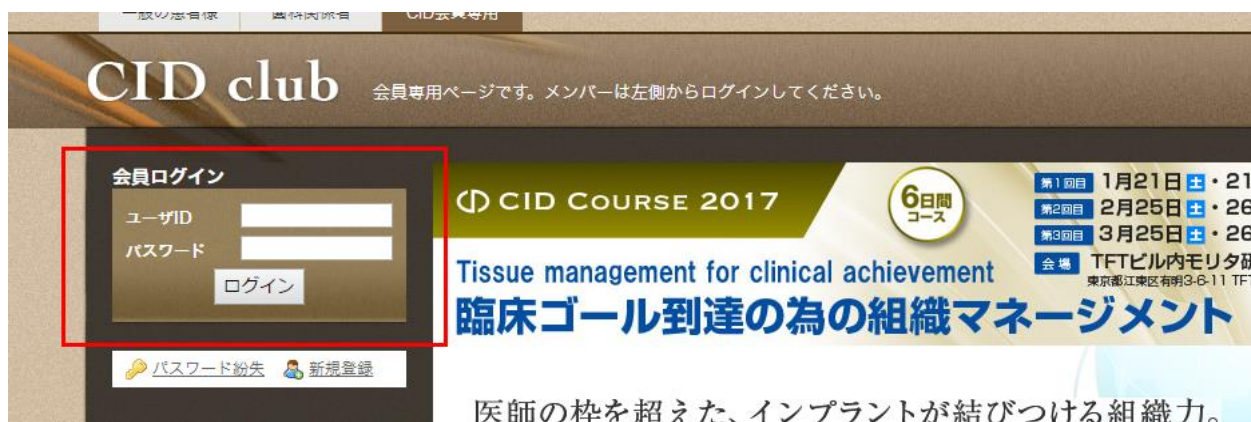 一般の患者様 歯科関係者 CID会員専用
CID club 会員専用ページです。メンバーは左側からログインしてください。
会員ログイン
ユーザID
パスワード
ログイン
パスワード紛失 新規登録
CID COURSE 2017
6日間
コース
第1回目 1月21日土・21
第2回目 2月25日土・26
第3回目 3月25日土・26
会場 TFTビル内モリタ研
東京都江東区有明3-6-11 TFT
Tissue management for clinical achievement
臨床ゴール到達の為の組織マネージメント
医師の枠を超えた、インプラントが結びつける組織力。